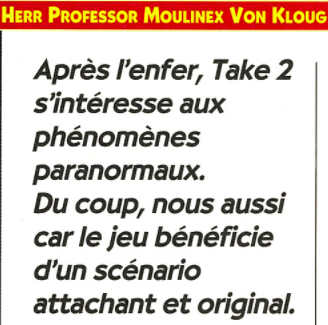 HERR PROFESSOR MOULINEX VON KLOUG
Après l'enfer, Take 2
s'intéresse aux
phénomènes
paranormaux.
Du coup, nous aussi
car le jeu bénéficie
d'un scénario
attachant et original.